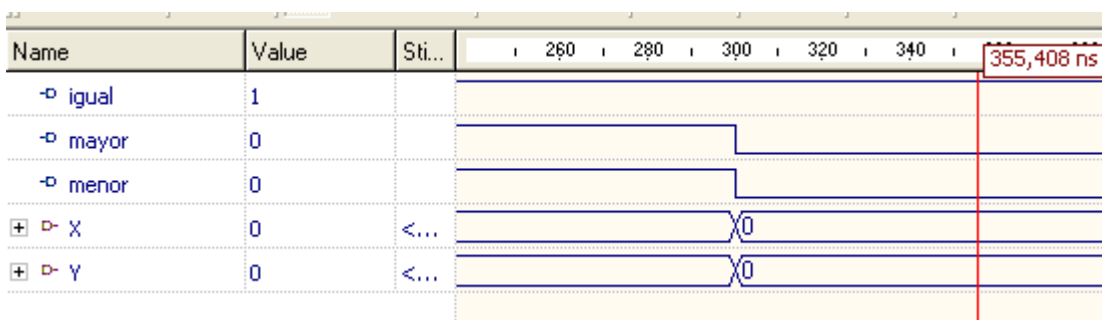 Name Value Sti... 260 280 300 320 340 355,408 ns
igual 1
mayor 0
menor 0
X 0 <... 0
Y 0 <... 0